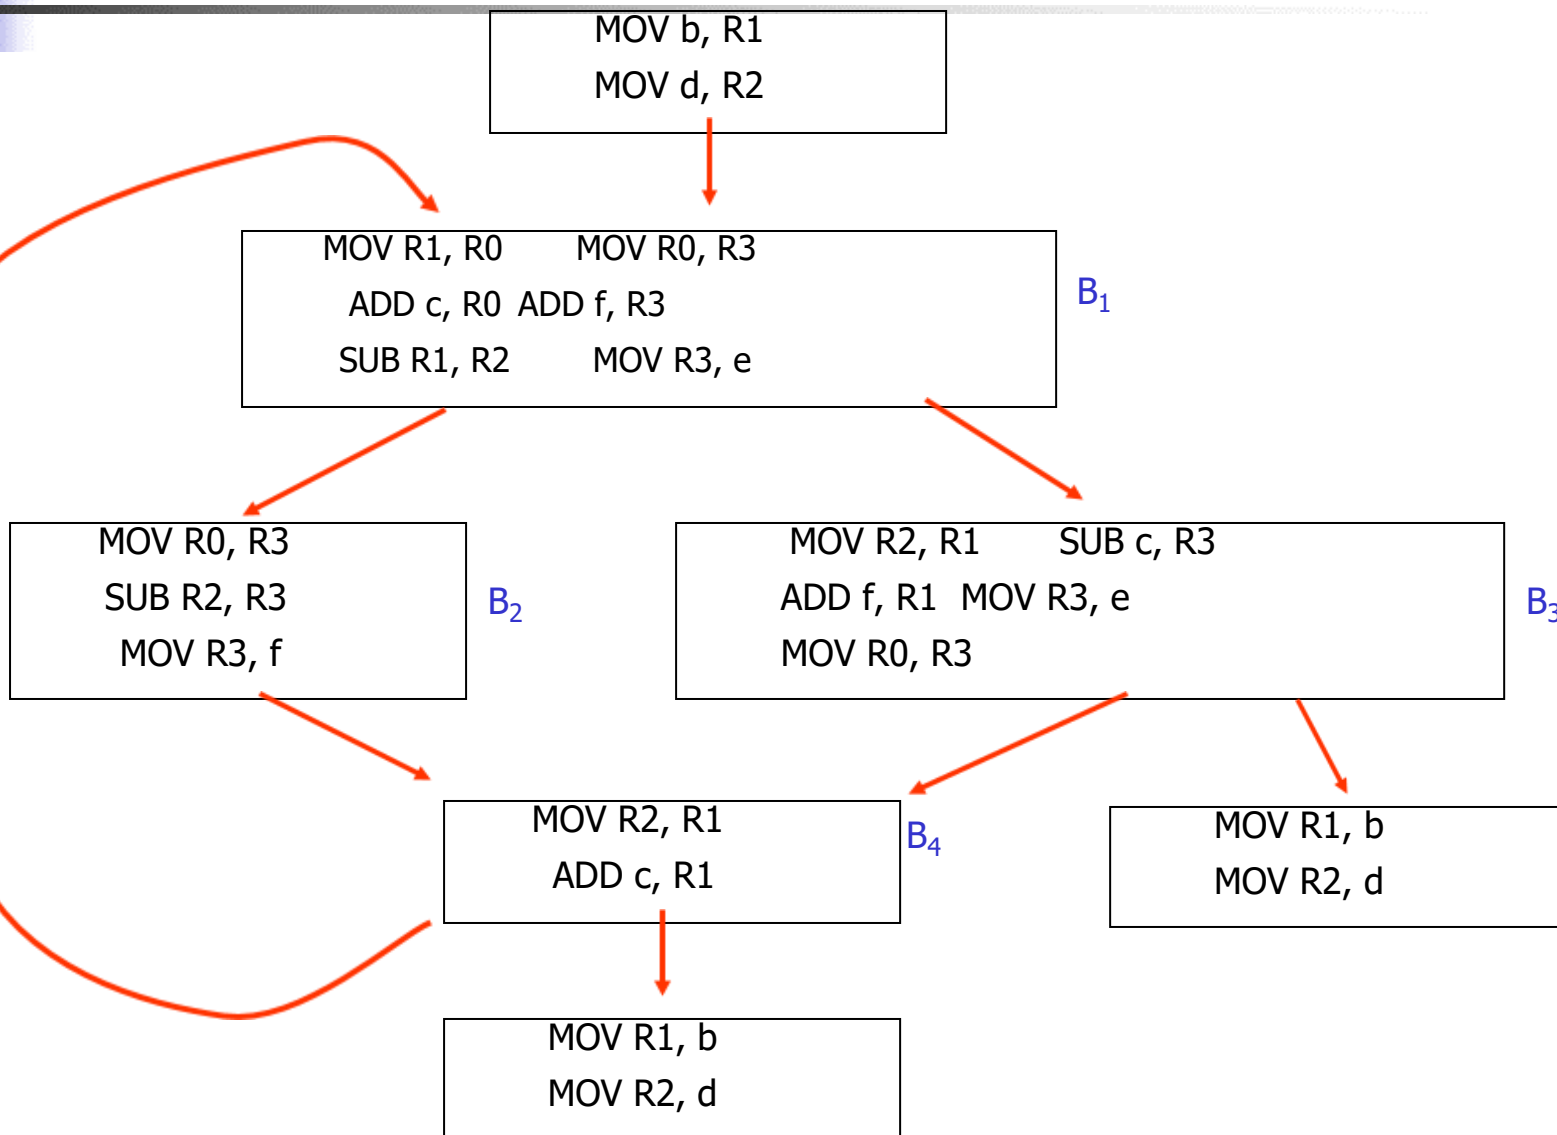 MOV b, R1
MOV d, R2
MOV R1, R0 MOV R0, R3
ADD c, R0 ADD f, R3
SUB R1, R2 MOV R3, e
B₁
MOV R0, R3
SUB R2, R3
MOV R3, f
B₂
MOV R2, R1 SUB c, R3
ADD f, R1 MOV R3, e
MOV R0, R3
B₃
MOV R2, R1
ADD c, R1
B₄
MOV R1, b
MOV R2, d
MOV R1, b
MOV R2, d